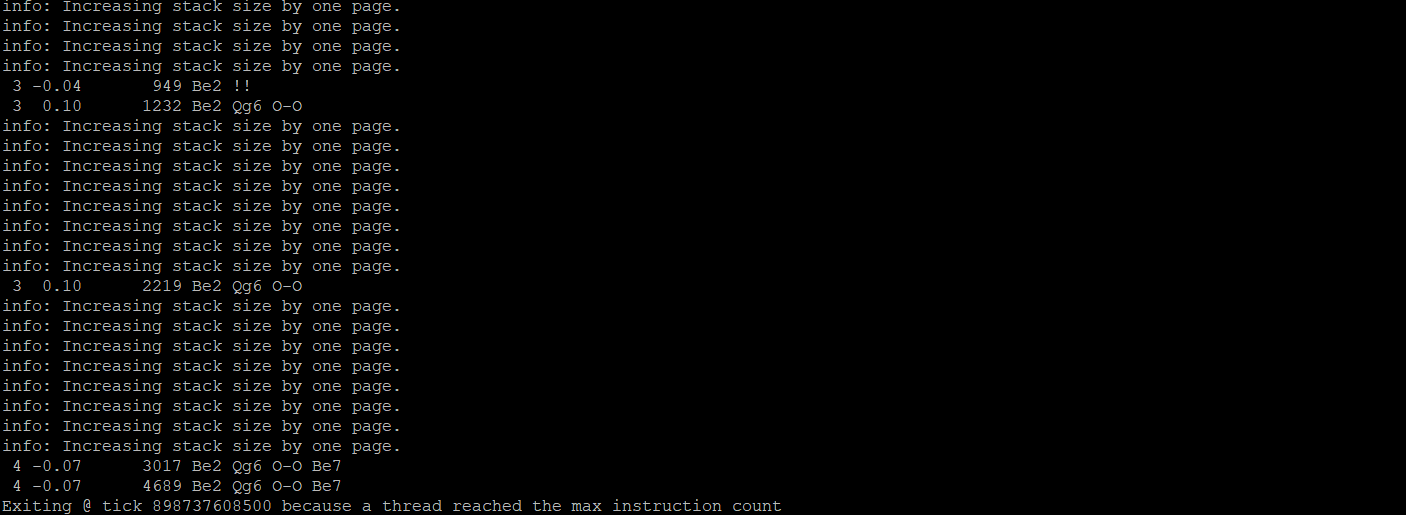 info: Increasing stack size by one page.
info: Increasing stack size by one page.
info: Increasing stack size by one page.
info: Increasing stack size by one page.
 3 -0.04       949 Be2 !!
 3  0.10      1232 Be2 Qg6 O-O
info: Increasing stack size by one page.
info: Increasing stack size by one page.
info: Increasing stack size by one page.
info: Increasing stack size by one page.
info: Increasing stack size by one page.
info: Increasing stack size by one page.
info: Increasing stack size by one page.
info: Increasing stack size by one page.
 3  0.10      2219 Be2 Qg6 O-O
info: Increasing stack size by one page.
info: Increasing stack size by one page.
info: Increasing stack size by one page.
info: Increasing stack size by one page.
info: Increasing stack size by one page.
info: Increasing stack size by one page.
info: Increasing stack size by one page.
info: Increasing stack size by one page.
 4 -0.07      3017 Be2 Qg6 O-O Be7
 4 -0.07      4689 Be2 Qg6 O-O Be7
Exiting @ tick 898737608500 because a thread reached the max instruction count